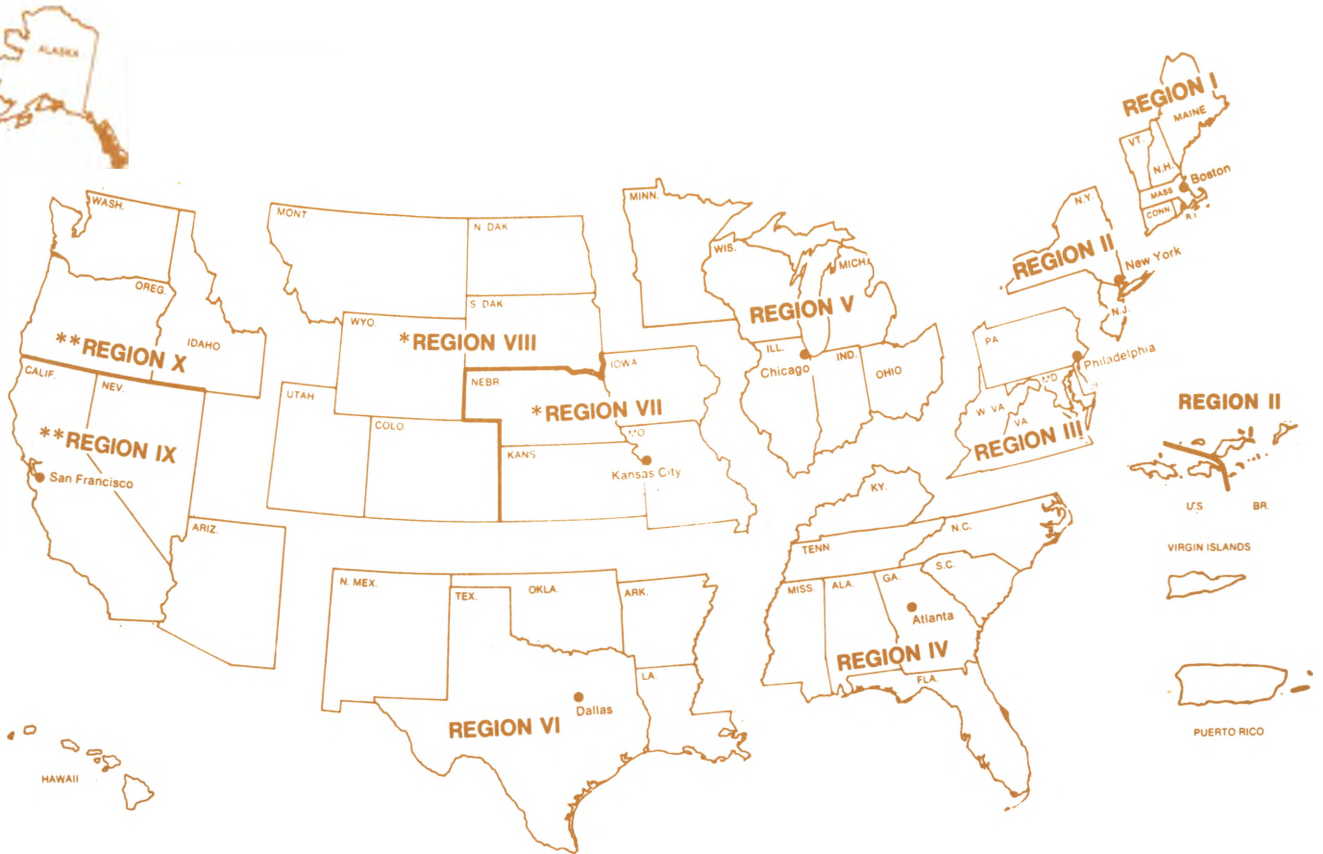 ALASKA
REGION I
MAINE
VT.
N.H.
Boston
MASS
CONN
R.I.
N.Y.
REGION II
New York
N.J.
WASH.
OREG.
IDAHO
**REGION X
MONT
N DAK
S DAK
WYO.
*REGION VIII
UTAH
COLO
MINN.
WIS.
MICH.
REGION V
ILL.
IND.
OHIO
Chicago
PA
Philadelphia
MD
W VA
VA
REGION III
CALIF.
NEV.
**REGION IX
San Francisco
ARIZ.
NEBR
IOWA
*REGION VII
KANS
MO
Kansas City
REGION II
U.S.
BR.
VIRGIN ISLANDS
PUERTO RICO
KY.
TENN.
N.C.
S.C.
MISS.
ALA.
GA.
Atlanta
REGION IV
FLA.
N. MEX.
TEX.
OKLA.
ARK.
LA.
Dallas
REGION VI
HAWAII